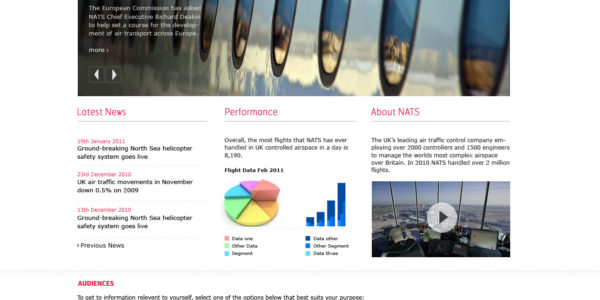 The European Commission has asked
NATS Chief Executive Richard Deakin
to help set a course for the develop-
ment of air transport across Europe.
more ›
Latest News
19th January 2011
Ground-breaking North Sea helicopter
safety system goes live
23rd December 2010
UK air traffic movements in November
down 0.5% on 2009
13th December 2010
Ground-breaking North Sea helicopter
safety system goes live
‹ Previous News
Performance
Overall, the most flights that NATS has ever
handled in UK controlled airspace in a day is
8,190.
Flight Data Feb 2011
Data one
Other Data
Segment
Data other
Other Segment
Data three
About NATS
The UK's leading air traffic control company em-
ploying over 2000 controllers and 1500 engineers
to manage the worlds most complex airspace
over Britain. In 2010 NATS handled over 2 million
flights.
AUDIENCES
To get to information relevent to yourself, select one of the options below that best suits your purpose: